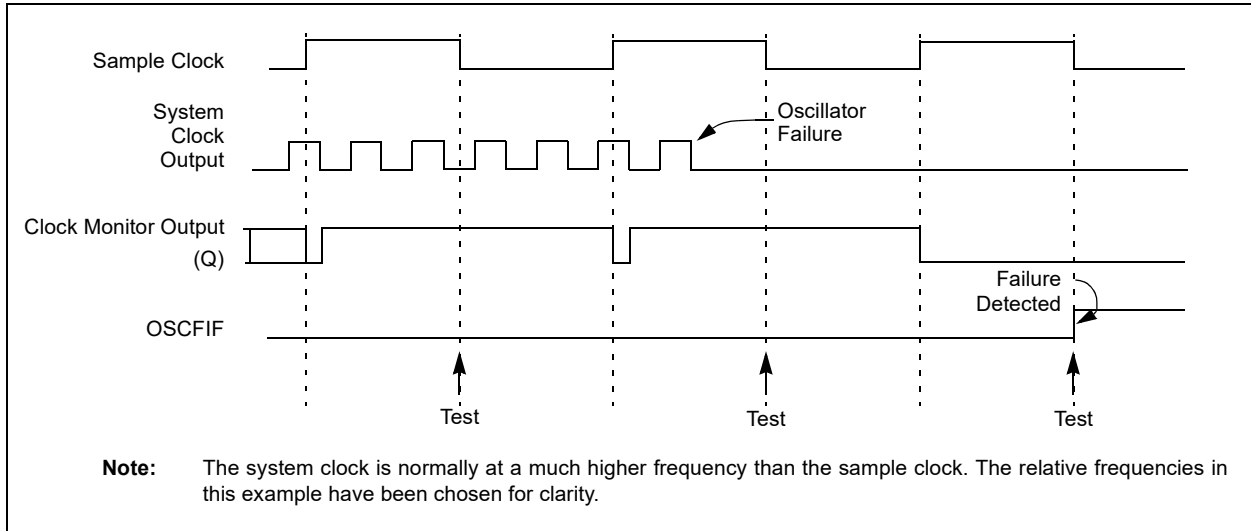 Sample Clock
System
Clock
Output
Oscillator
Failure
Clock Monitor Output
(Q)
Failure
Detected
OSCFIF
Test
Test
Test
Note: The system clock is normally at a much higher frequency than the sample clock. The relative frequencies in
this example have been chosen for clarity.